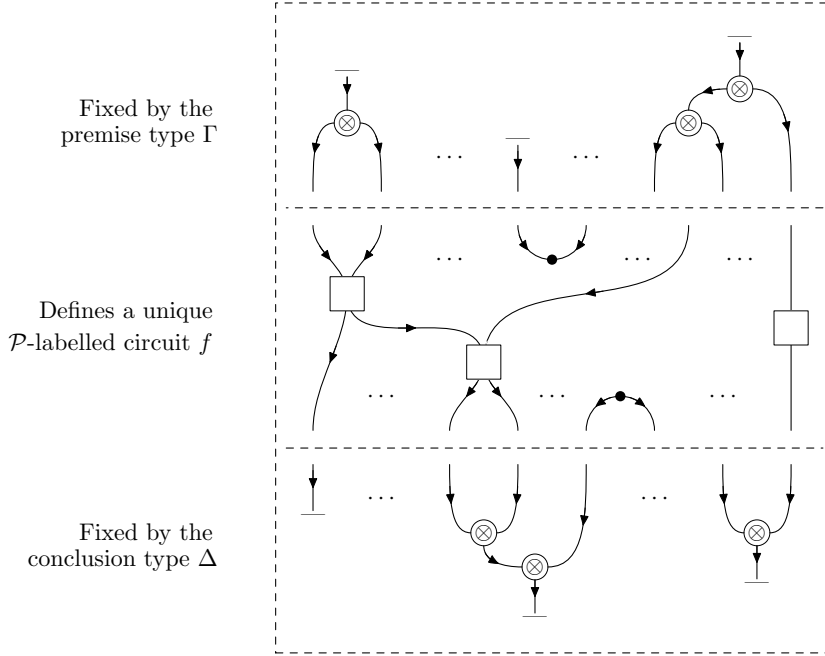 Fixed by the
premise type Γ
Defines a unique
𝒫-labelled circuit f
Fixed by the
conclusion type Δ